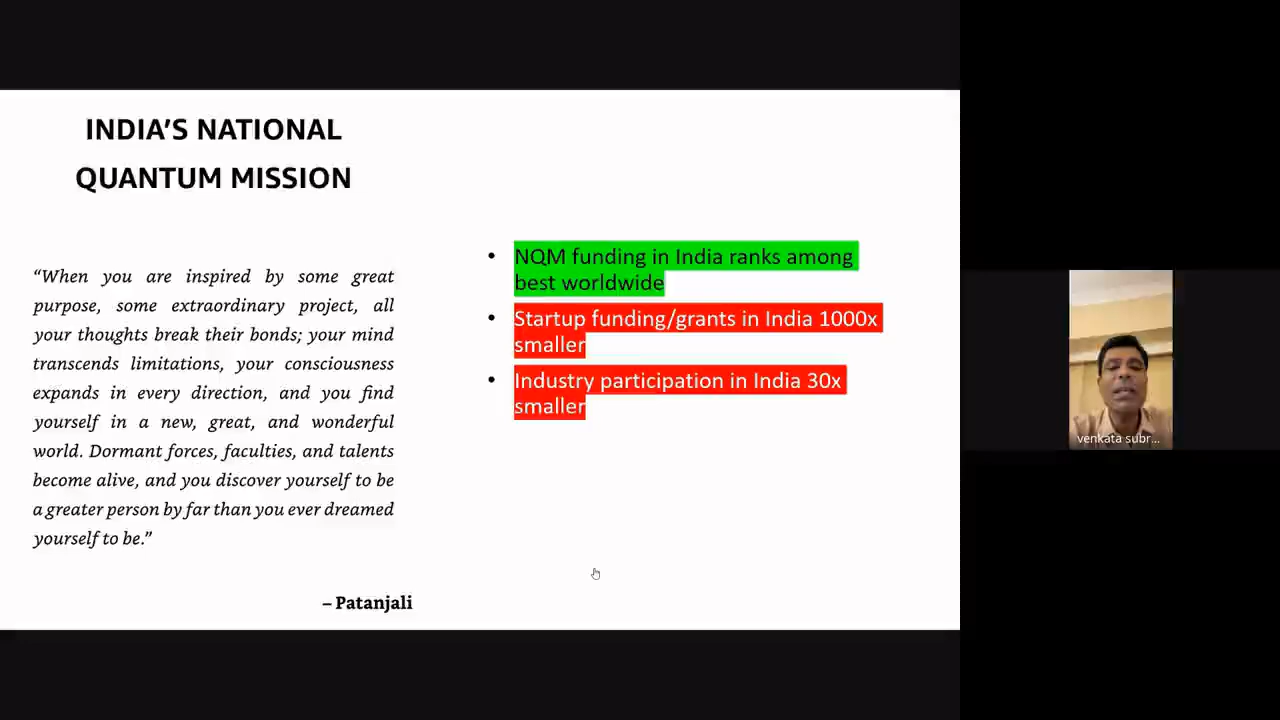 INDIA’S NATIONAL
QUANTUM MISSION
“When you are inspired by some great
purpose, some extraordinary project, all
your thoughts break their bonds; your mind
transcends limitations, your consciousness
expands in every direction, and you find
yourself in a new, great, and wonderful
world. Dormant forces, faculties, and talents
become alive, and you discover yourself to be
a greater person by far than you ever dreamed
yourself to be.”
– Patanjali
• NQM funding in India ranks among
best worldwide
• Startup funding/grants in India 1000x
smaller
• Industry participation in India 30x
smaller
venkata subr...